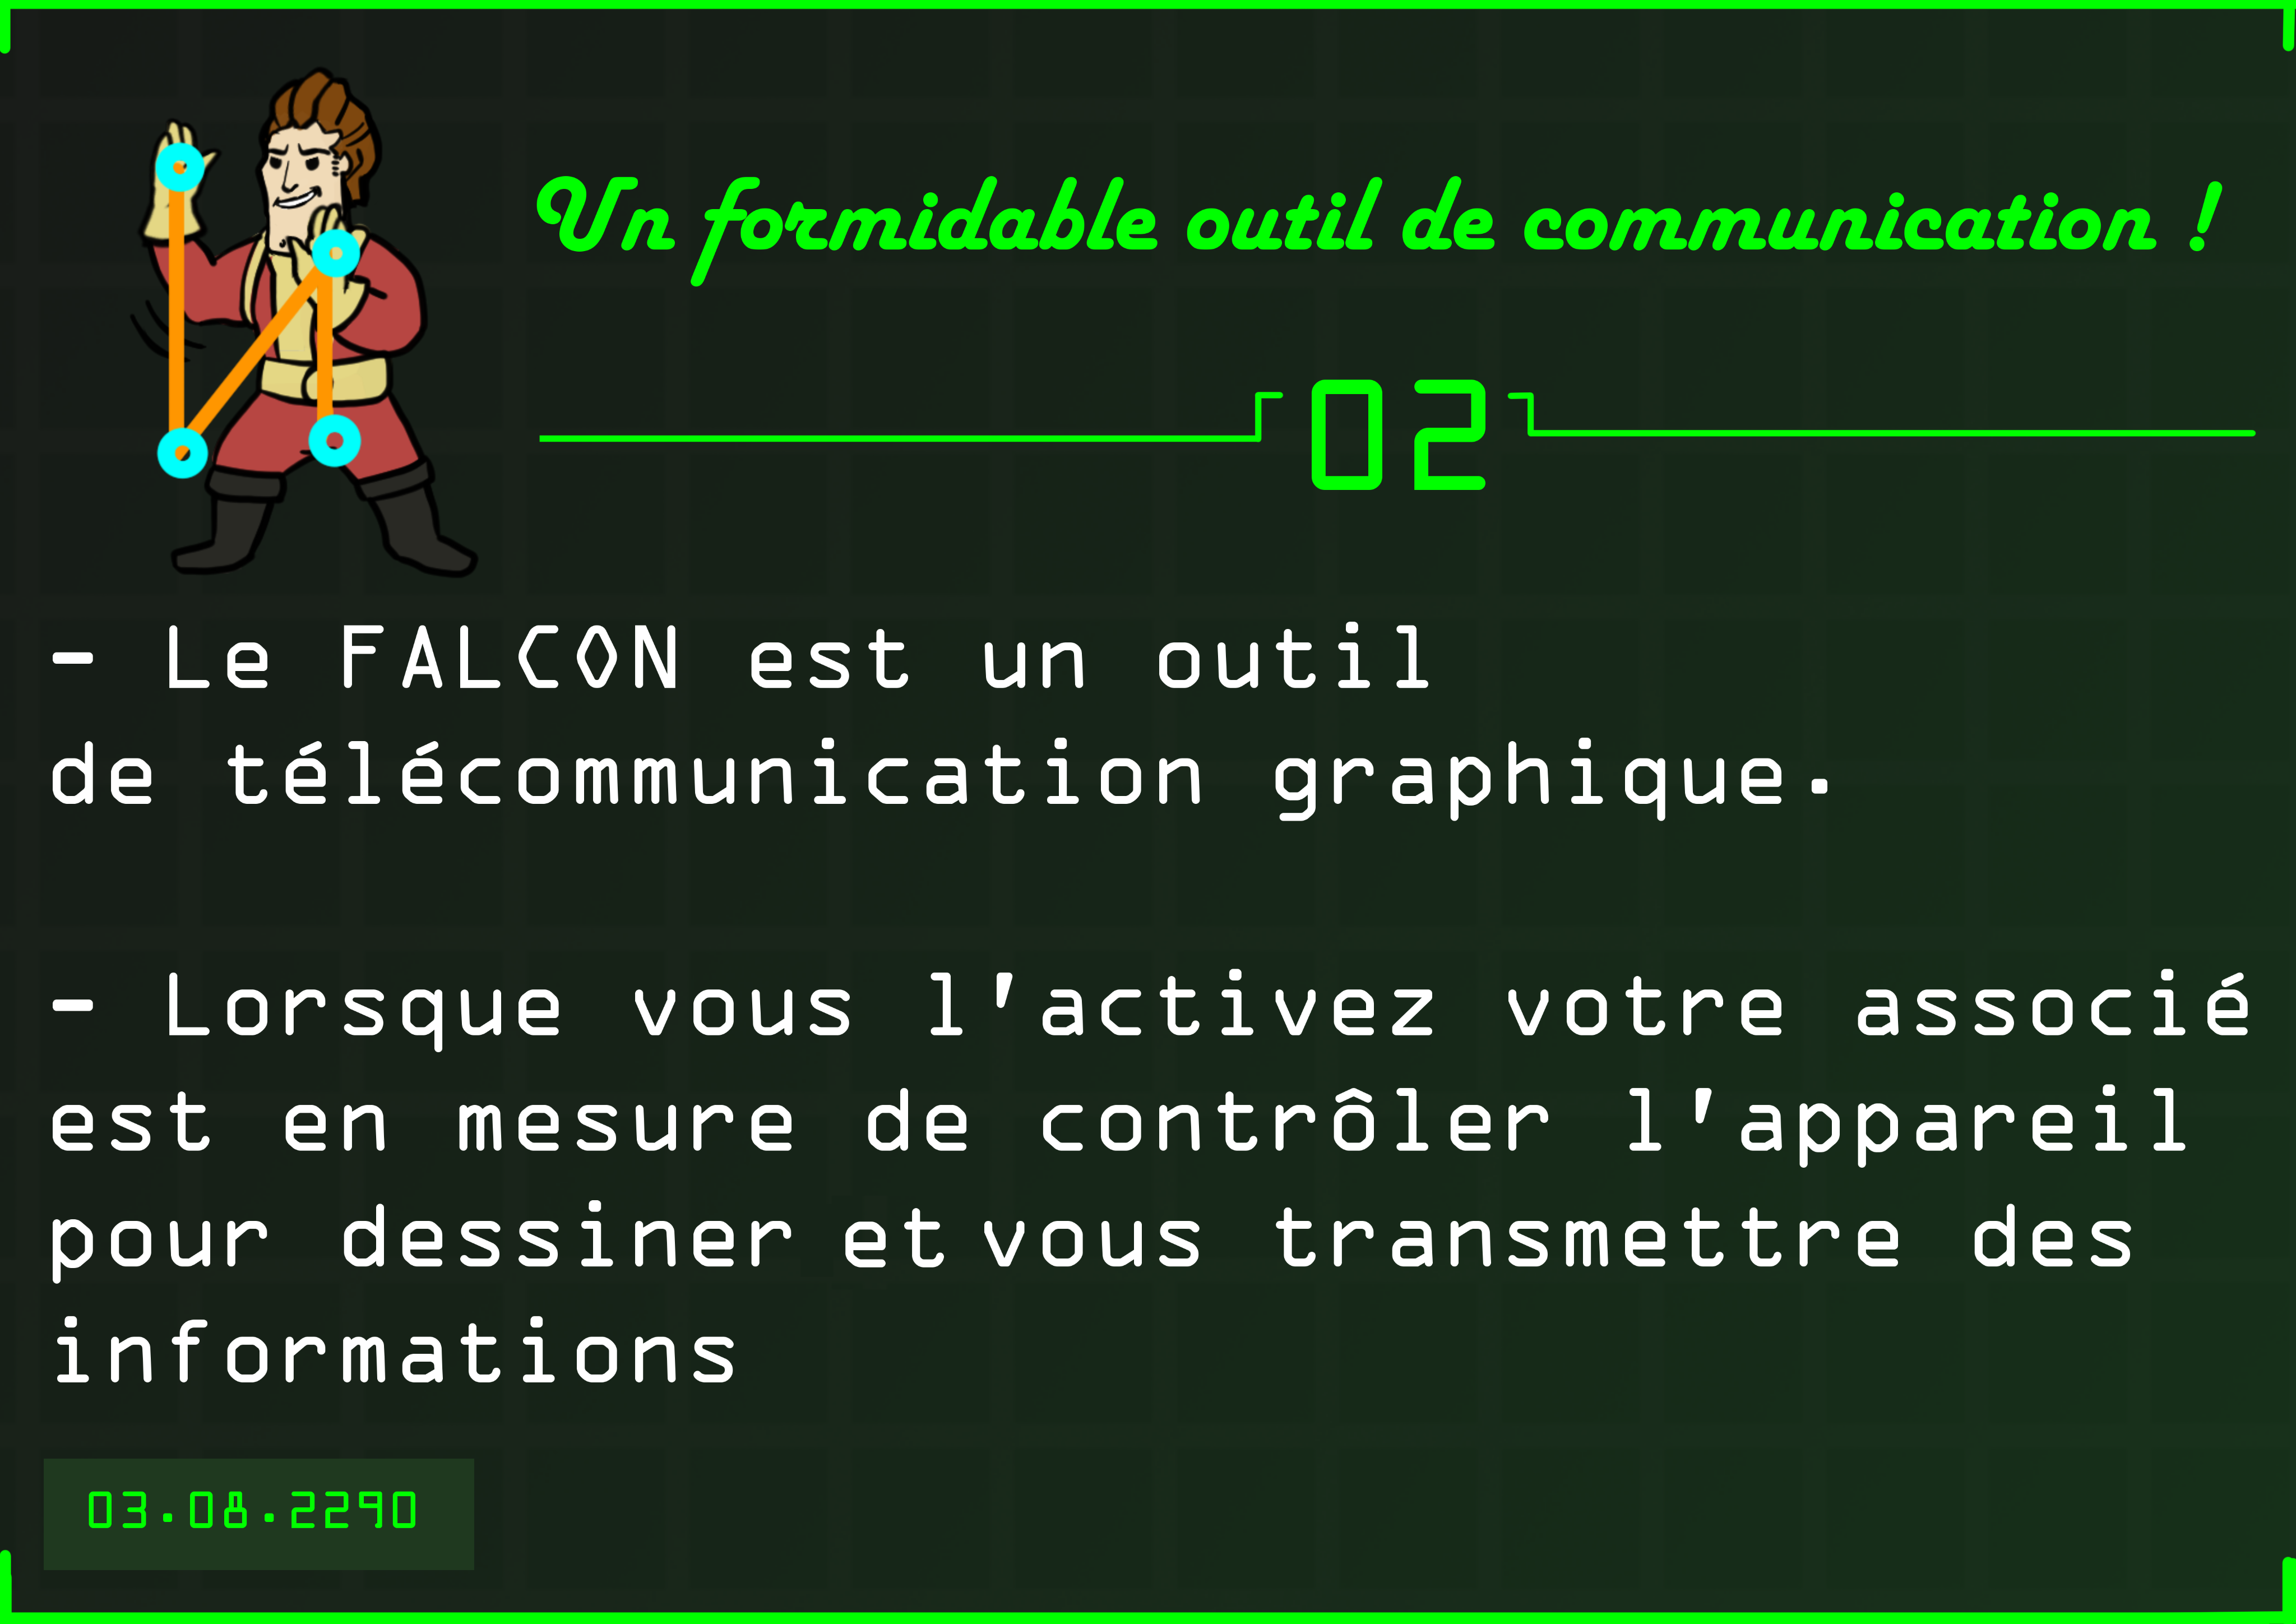 Un formidable outil de communication !
02
- Le FALCON est un outil
de télécommunication graphique.
- Lorsque vous l'activez votre associé
est en mesure de contrôler l'appareil
pour dessiner et vous transmettre des
informations
03.08.2290